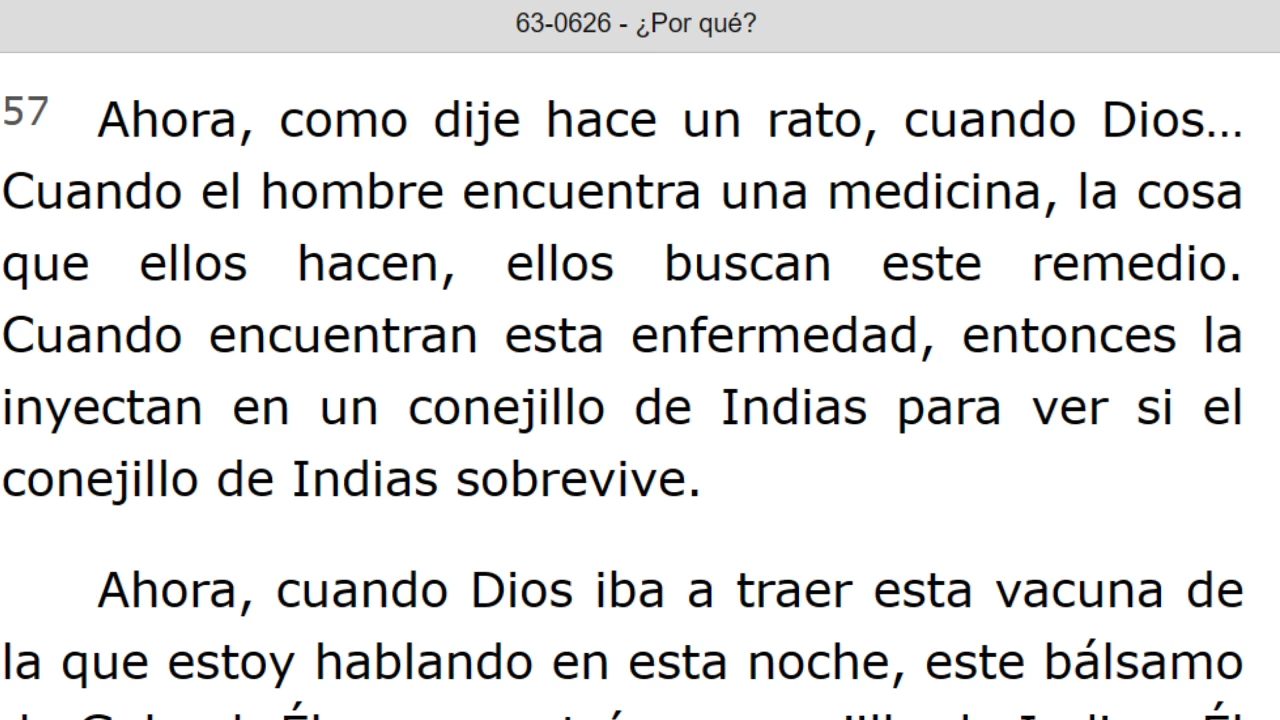 63-0626 - ¿Por qué?
57 Ahora, como dije hace un rato, cuando Dios...
Cuando el hombre encuentra una medicina, la cosa
que ellos hacen, ellos buscan este remedio.
Cuando encuentran esta enfermedad, entonces la
inyectan en un conejillo de Indias para ver si el
conejillo de Indias sobrevive.
Ahora, cuando Dios iba a traer esta vacuna de
la que estoy hablando en esta noche, este bálsamo